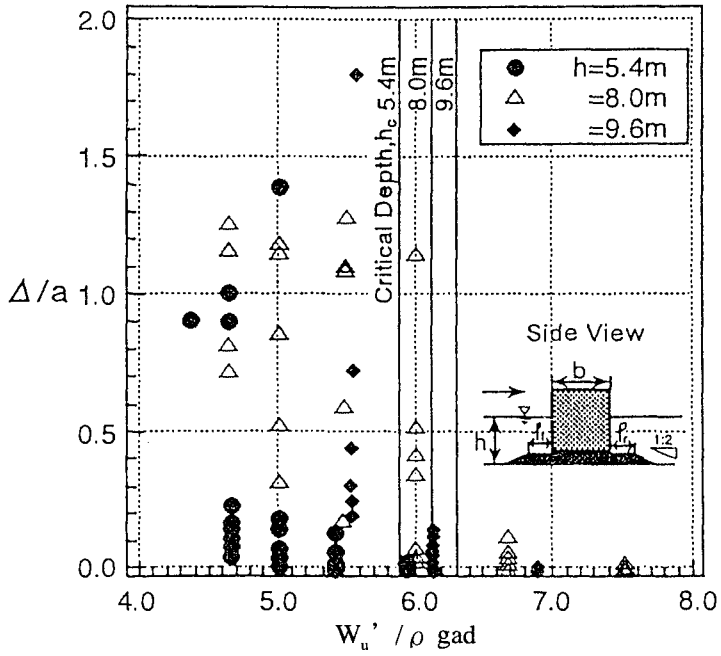 2.0
1.5
1.0
0.5
0.0
Δ/a
4.0 5.0 6.0 7.0 8.0
Wu' / ρ gad
Critical Depth, hc 5.4m
8.0m
9.6m
● h=5.4m
△ =8.0m
◆ =9.6m
Side View
b
h
1:2